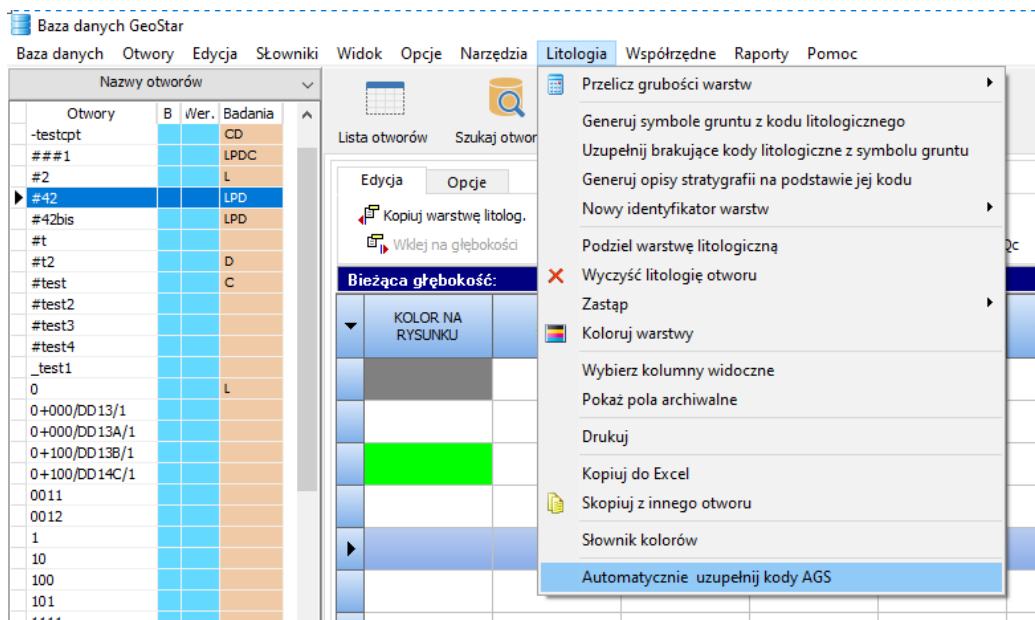 Baza danych GeoStar
Baza danych Otwory Edycja Słowniki Widok Opcje Narzędzia Litologia Współrzędne Raporty Pomoc
Nazwy otworów
Otwory B Wer. Badania
-testcpt CD
###1 LPDC
#2 L
#42 LPD
#42bis LPD
#t
#t2 D
#test C
#test2
#test3
#test4
_test1
0 L
0+000/DD13/1
0+000/DD13A/1
0+100/DD13B/1
0+100/DD14C/1
0011
0012
1
10
100
101
1111
Lista otworów Szukaj otwor
Edycja Opcje
Kopiuj warstwę litolog.
Wklej na głębokości
Qc
Bieżąca głębokość:
KOLOR NA
RYSUNKU
Przelicz grubości warstw
Generuj symbole gruntu z kodu litologicznego
Uzupełnij brakujące kody litologiczne z symbolu gruntu
Generuj opisy stratygrafii na podstawie jej kodu
Nowy identyfikator warstw
Podziel warstwę litologiczną
Wyczyść litologię otworu
Zastąp
Koloruj warstwy
Wybierz kolumny widoczne
Pokaż pola archiwalne
Drukuj
Kopiuj do Excel
Skopiuj z innego otworu
Słownik kolorów
Automatycznie uzupełnij kody AGS